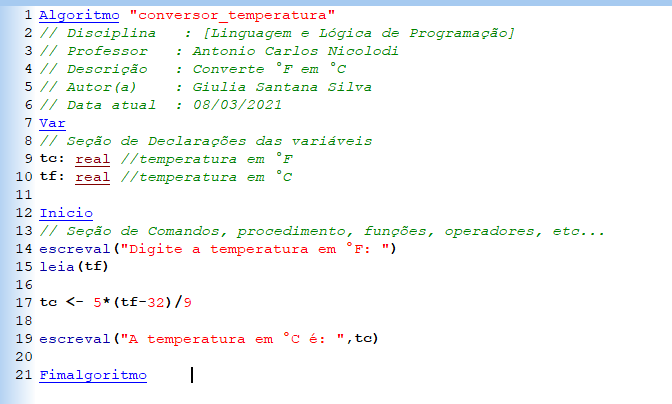 1 Algoritmo "conversor_temperatura"
2 // Disciplina   : [Linguagem e Lógica de Programação]
3 // Professor   : Antonio Carlos Nicolodi
4 // Descrição   : Converte °F em °C
5 // Autor(a)    : Giulia Santana Silva
6 // Data atual  : 08/03/2021
7 Var
8 // Seção de Declarações das variáveis
9 tc: real //temperatura em °F
10 tf: real //temperatura em °C
11
12 Inicio
13 // Seção de Comandos, procedimento, funções, operadores, etc...
14 escreval("Digite a temperatura em °F: ")
15 leia(tf)
16
17 tc <- 5*(tf-32)/9
18
19 escreval("A temperatura em °C é: ",tc)
20
21 Fimalgoritmo